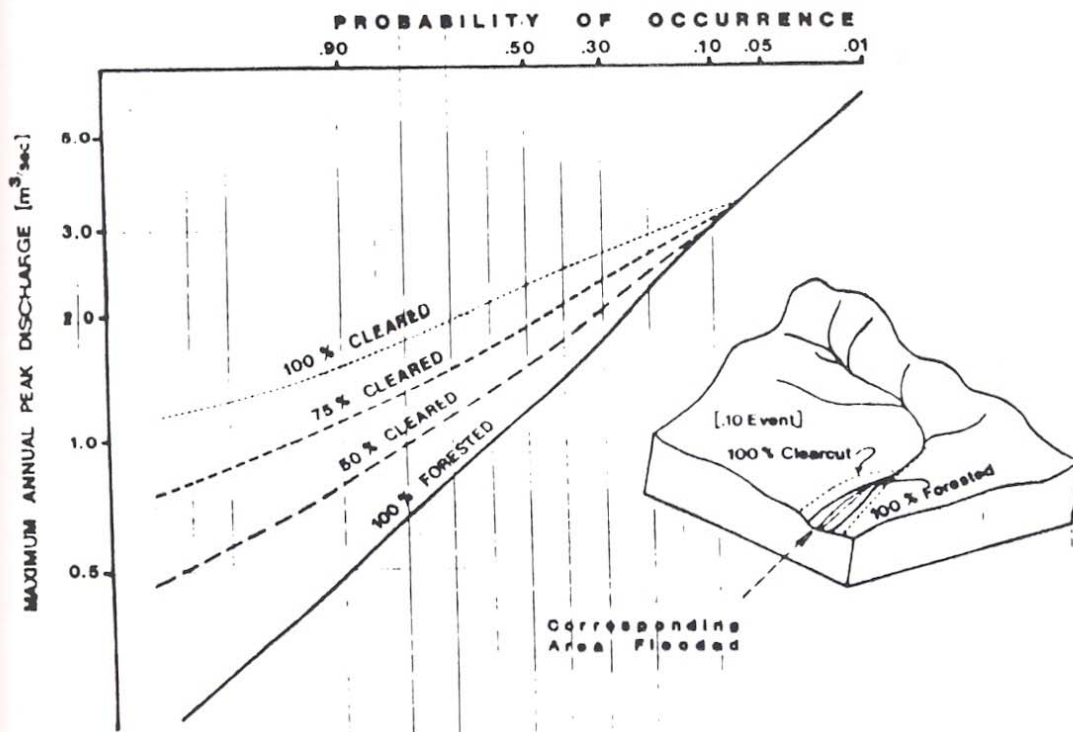 PROBABILITY OF OCCURRENCE
.90 .50 .30 .10 .05 .01
MAXIMUM ANNUAL PEAK DISCHARGE [m³/sec]
6.0
3.0
2.0
1.0
0.5
100 % CLEARED
75 % CLEARED
50 % CLEARED
100 % FORESTED
[.10 Event]
100 % Clearcut
100 % Forested
Corresponding
Area Flooded